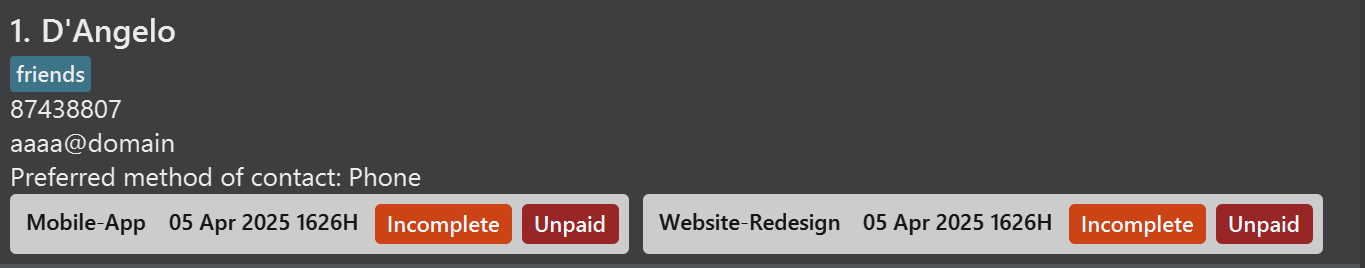 1. D'Angelo
friends
87438807
aaaa@domain
Preferred method of contact: Phone
Mobile-App 05 Apr 2025 1626H Incomplete Unpaid Website-Redesign 05 Apr 2025 1626H Incomplete Unpaid